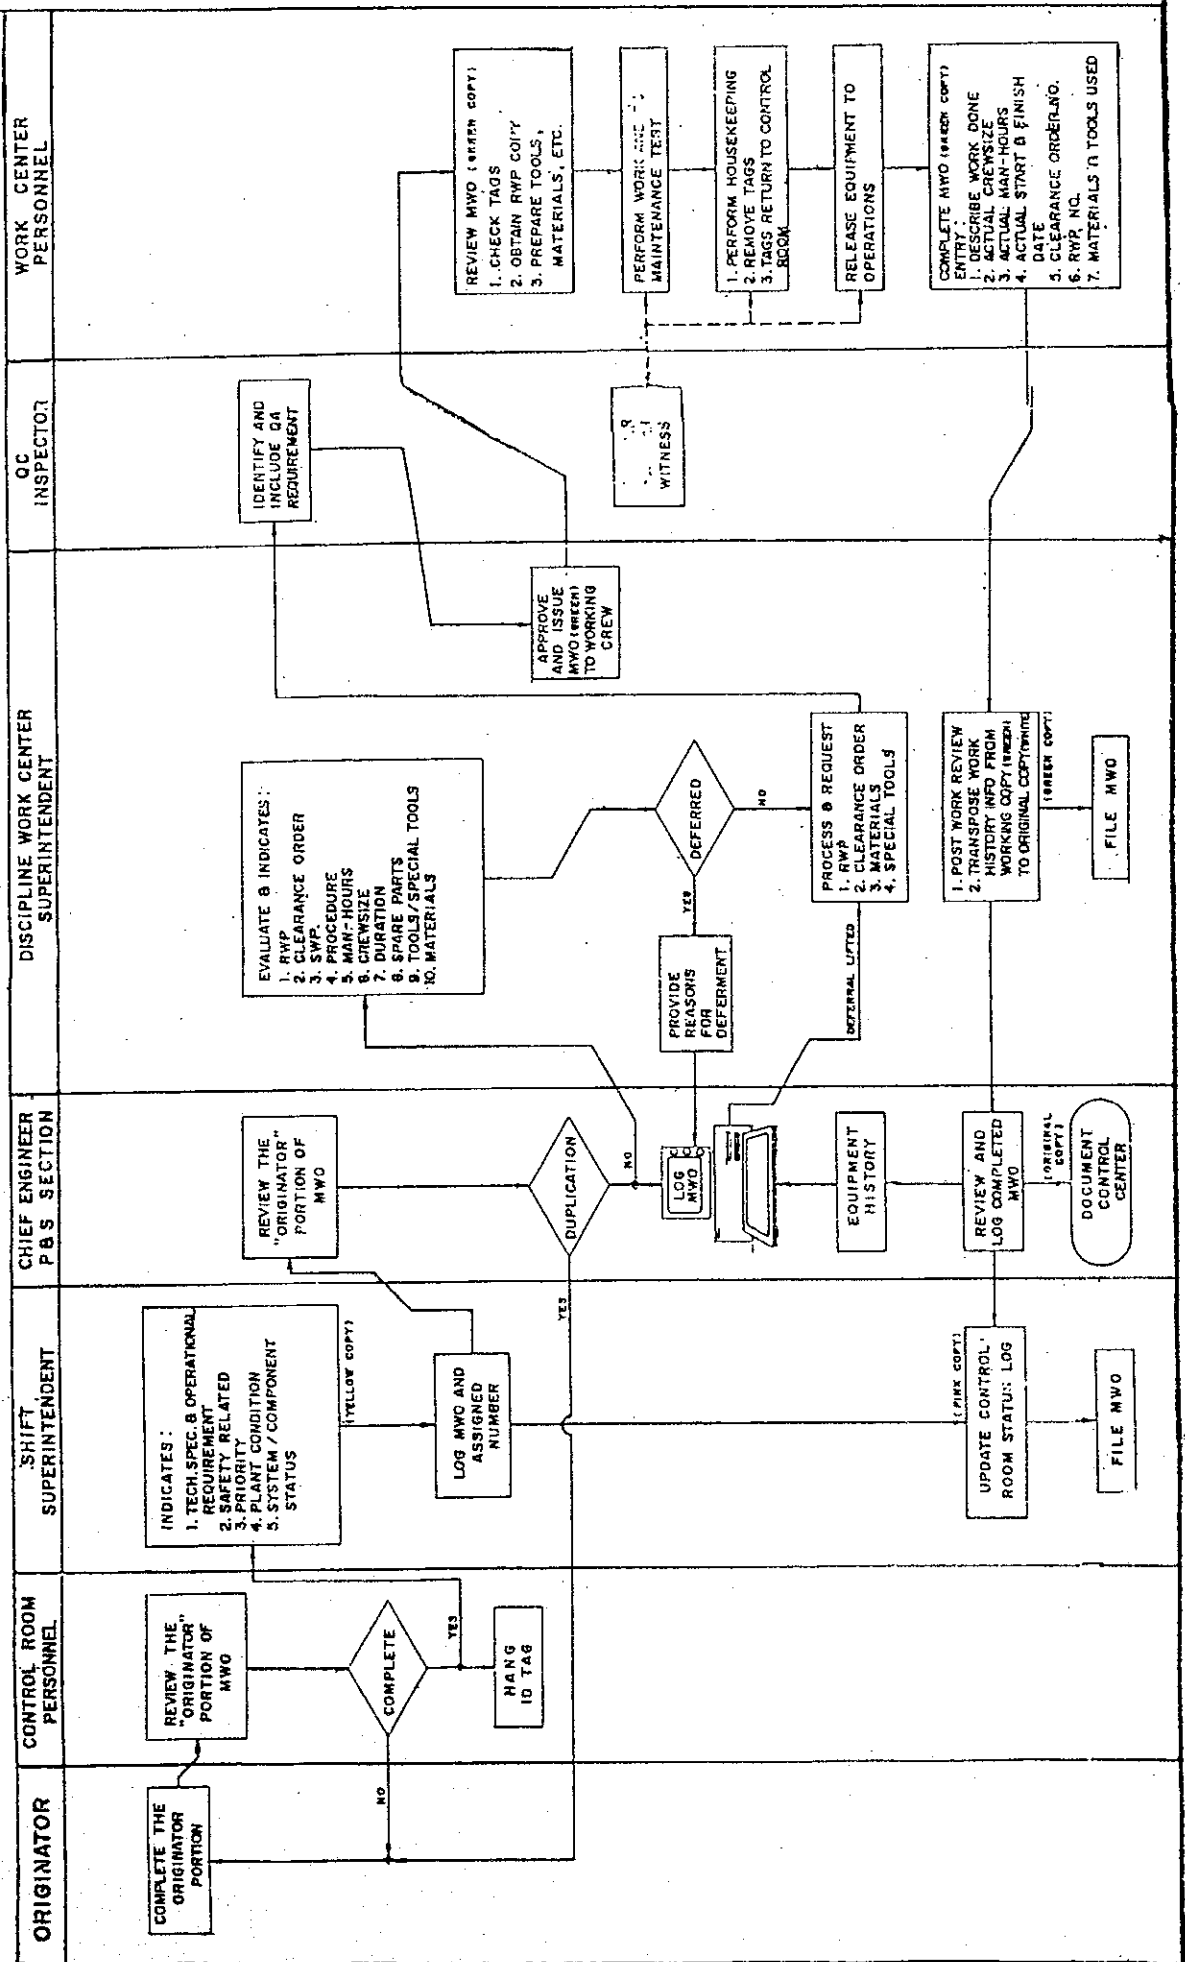 ORIGINATOR
CONTROL ROOM
PERSONNEL
SHIFT
SUPERINTENDENT
CHIEF ENGINEER
P&S SECTION
DISCIPLINE WORK CENTER
SUPERINTENDENT
QC
INSPECTOR
WORK CENTER
PERSONNEL
COMPLETE THE
ORIGINATOR
PORTION
REVIEW THE
"ORIGINATOR"
PORTION OF
MWO
COMPLETE
NO
YES
HANG
ID TAG
INDICATES:
1. TECH. SPEC. & OPERATIONAL
REQUIREMENT
2. SAFETY RELATED
3. PRIORITY
4. PLANT CONDITION
5. SYSTEM / COMPONENT
STATUS
(YELLOW COPY)
LOG MWO AND
ASSIGNED
NUMBER
YES
(PINK COPY)
UPDATE CONTROL
ROOM STATUS LOG
FILE MWO
REVIEW THE
"ORIGINATOR"
PORTION OF
MWO
DUPLICATION
NO
LOG
MWO
EQUIPMENT
HISTORY
REVIEW AND
LOG COMPLETED
MWO
(ORIGINAL
COPY)
DOCUMENT
CONTROL
CENTER
EVALUATE & INDICATES:
1. RWP
2. CLEARANCE ORDER
3. SWP.
4. PROCEDURE
5. MAN-HOURS
6. CREWSIZE
7. DURATION
8. SPARE PARTS
9. TOOLS/SPECIAL TOOLS
10. MATERIALS
DEFERRED
YES
NO
PROVIDE
REASONS
FOR
DEFERMENT
DEFERRAL LIFTED
PROCESS & REQUEST
1. RWP
2. CLEARANCE ORDER
3. MATERIALS
4. SPECIAL TOOLS
APPROVE
AND ISSUE
MWO (GREEN)
TO WORKING
CREW
1. POST WORK REVIEW
2. TRANSPOSE WORK
HISTORY INFO FROM
WORKING COPY (GREEN)
TO ORIGINAL COPY (WHITE
(GREEN COPY)
FILE MWO
IDENTIFY AND
INCLUDE QA
REQUIREMENT
WITNESS
REVIEW MWO (GREEN COPY)
1. CHECK TAGS
2. OBTAIN RWP COPY
3. PREPARE TOOLS,
MATERIALS, ETC.
PERFORM WORK AND
MAINTENANCE TEST
1. PERFORM HOUSEKEEPING
2. REMOVE TAGS
3. TAGS RETURN TO CONTROL
ROOM
RELEASE EQUIPMENT TO
OPERATIONS
COMPLETE MWO (GREEN COPY)
ENTRY:
1. DESCRIBE WORK DONE
2. ACTUAL CREWSIZE
3. ACTUAL MAN-HOURS
4. ACTUAL START & FINISH
DATE
5. CLEARANCE ORDER NO.
6. RWP. NO.
7. MATERIALS & TOOLS USED